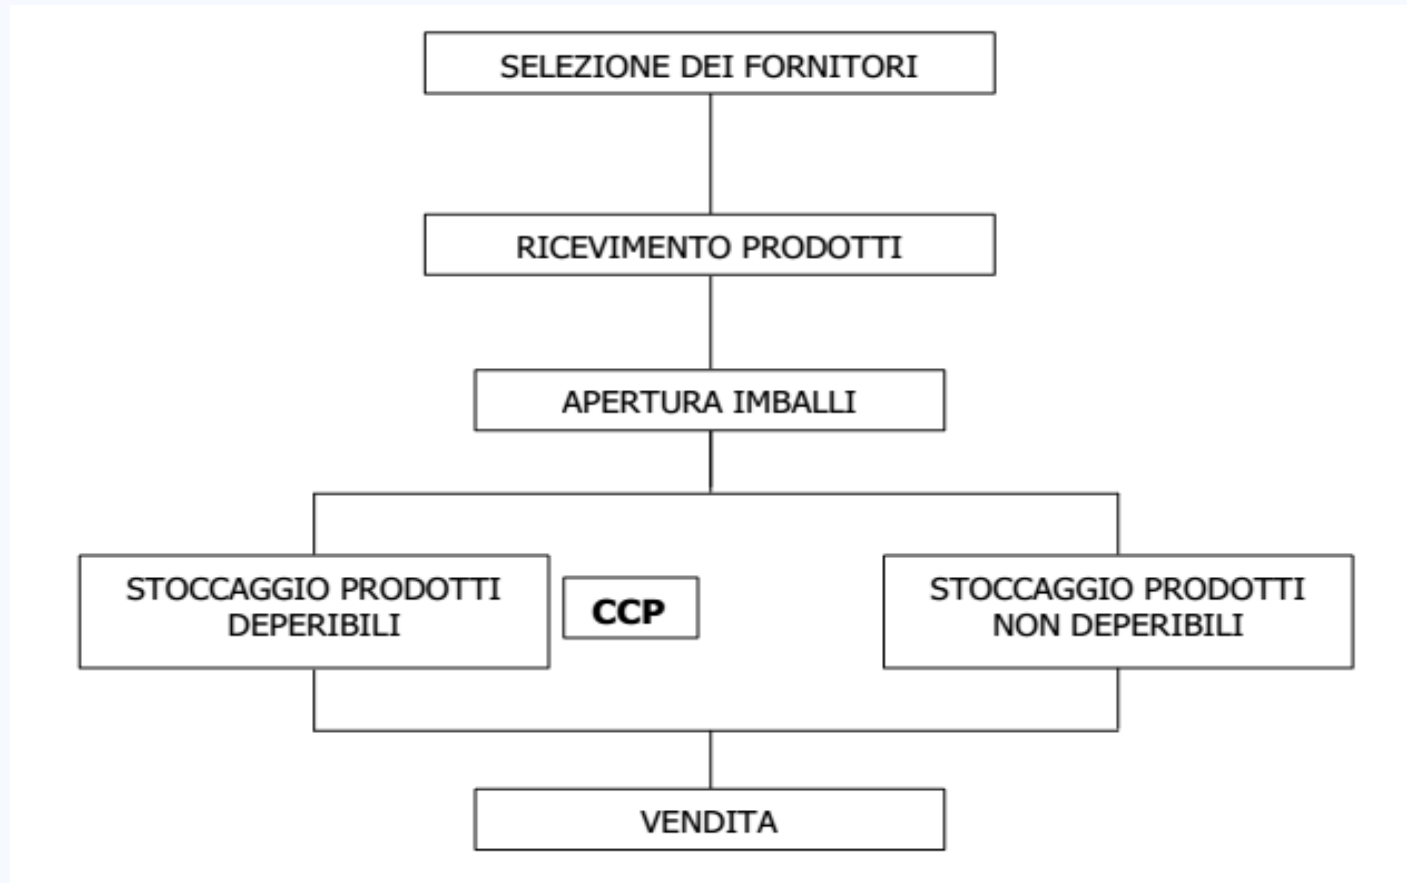 SELEZIONE DEI FORNITORI
RICEVIMENTO PRODOTTI
APERTURA IMBALLI
STOCCAGGIO PRODOTTI
DEPERIBILI
CCP
STOCCAGGIO PRODOTTI
NON DEPERIBILI
VENDITA